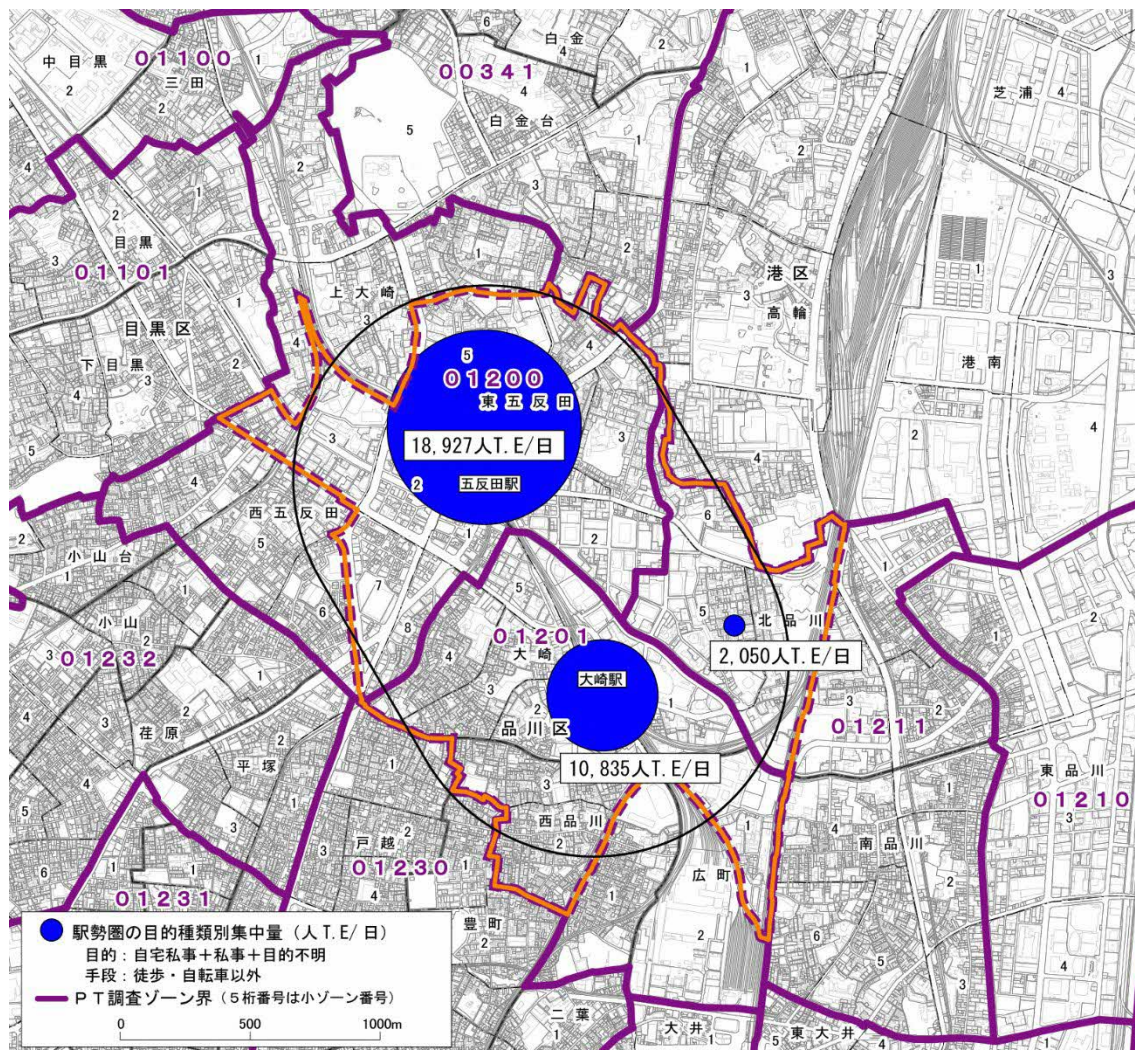 中目黒
2
01100
三田
2
1
白金
4
6
00341
4
白金台
5
芝浦 4
目黒
01101
目黒区
下目黒
上大崎
港区
高輪
港南
01200
東五反田
18,927人T.E/日
五反田駅
西五反田
小山台
小山
01232
荏原
平塚
01201
大崎
大崎駅
品川区
10,835人T.E/日
北品川
2,050人T.E/日
01211
東品川
01210
南品川
西品川
広町
戸越
01230
01231
豊町
二葉
大井
東大井
駅勢圏の目的種類別集中量（人T.E/日）
目的：自宅私事＋私事＋目的不明
手段：徒歩・自転車以外
PT調査ゾーン界（5桁番号は小ゾーン番号）
0 500 1000m